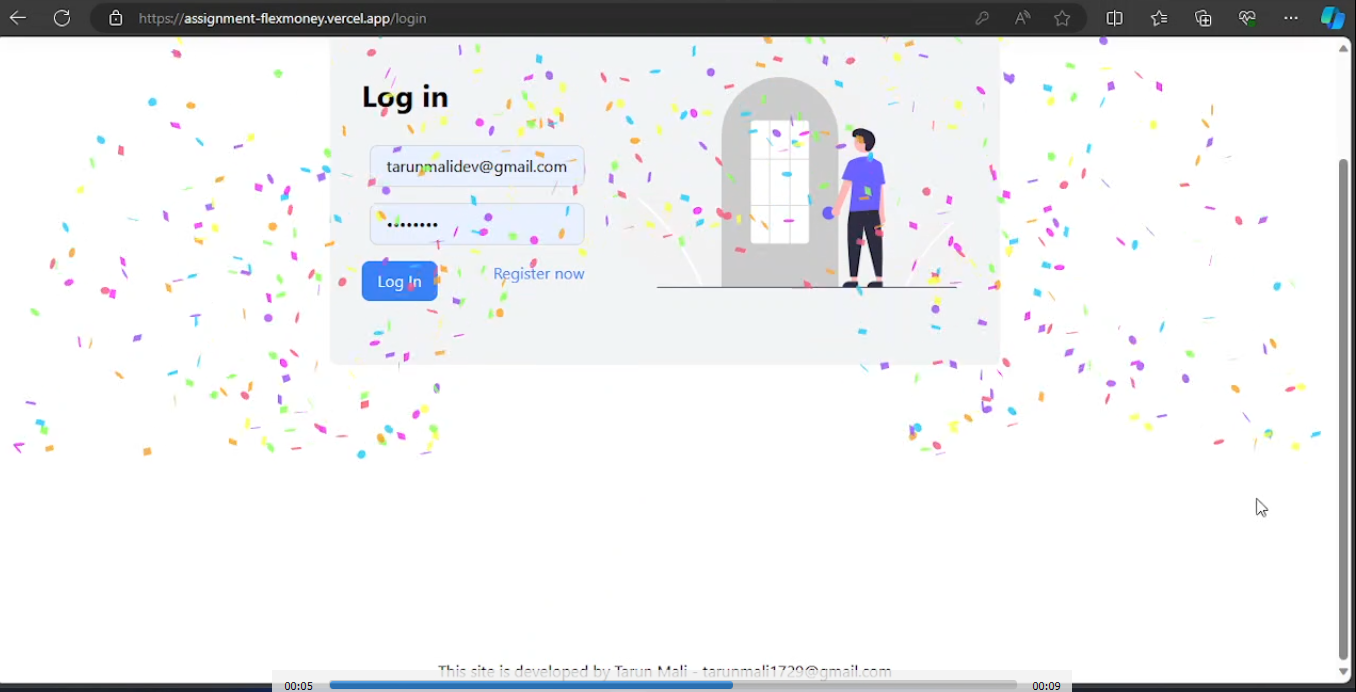 https://assignment-flexmoney.vercel.app/login
Log in
tarunmalidev@gmail.com
••••••••
Log In
Register now
This site is developed by Tarun Mali - tarunmali1729@gmail.com
00:05
00:09